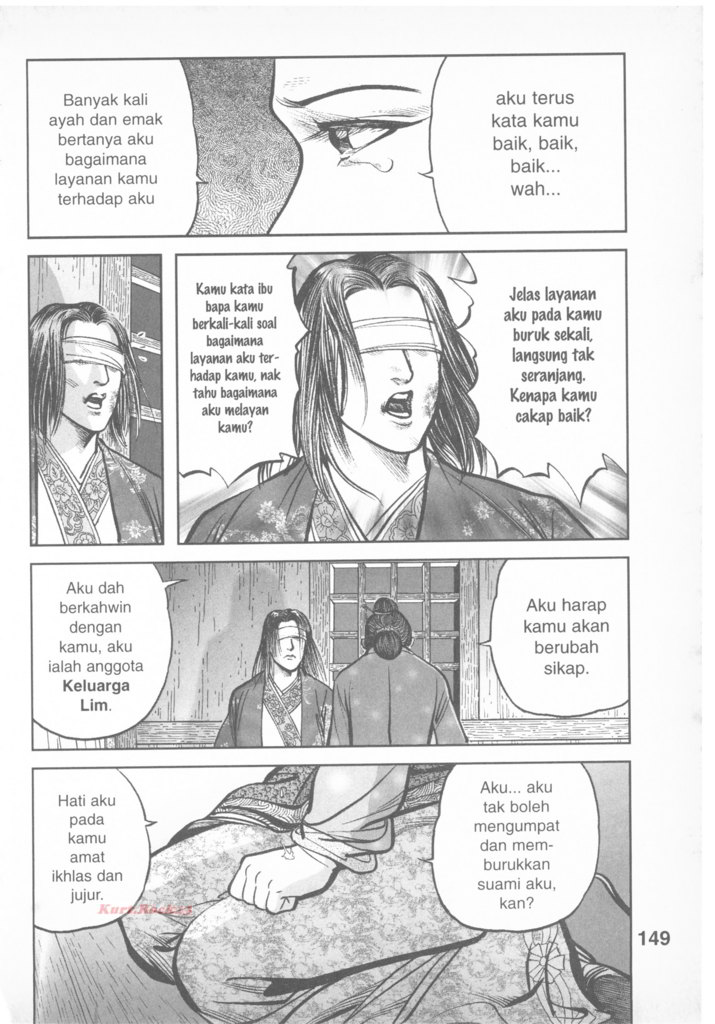 Banyak kali
ayah dan emak
bertanya aku
bagaimana
layanan kamu
terhadap aku
aku terus
kata kamu
baik, baik,
baik...
wah...
Kamu kata ibu
bapa kamu
berkali-kali soal
bagaimana
layanan aku ter-
hadap kamu, nak
tahu bagaimana
aku melayan
kamu?
Jelas layanan
aku pada kamu
buruk sekali,
langsung tak
seranjang.
Kenapa kamu
cakap baik?
Aku dah
berkahwin
dengan
kamu, aku
ialah anggota
Keluarga
Lim.
Aku harap
kamu akan
berubah
sikap.
Hati aku
pada
kamu
amat
ikhlas dan
jujur.
Aku... aku
tak boleh
mengumpat
dan mem-
burukkan
suami aku,
kan?
149